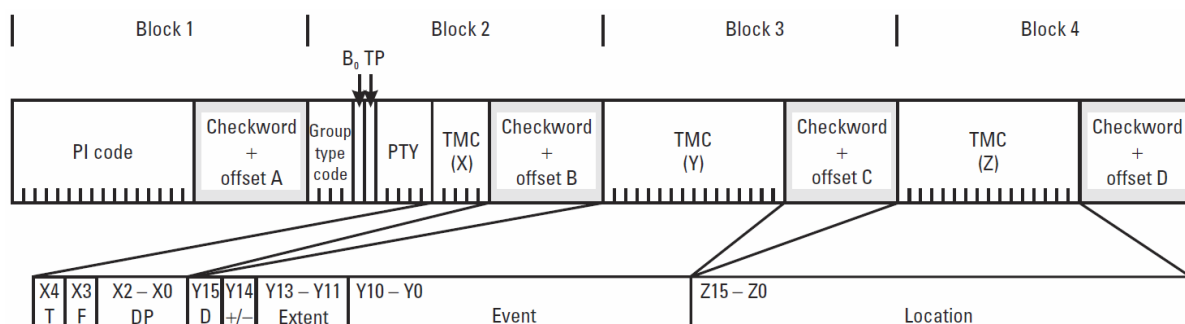 Block 1 Block 2 Block 3 Block 4
B₀ TP
PI code
Checkword
+
offset A
Group
type
code
PTY
TMC
(X)
Checkword
+
offset B
TMC
(Y)
Checkword
+
offset C
TMC
(Z)
Checkword
+
offset D
X4 X3 X2 – X0 Y15 Y14 Y13 – Y11 Y10 – Y0 Z15 – Z0
T F DP D +/– Extent Event Location